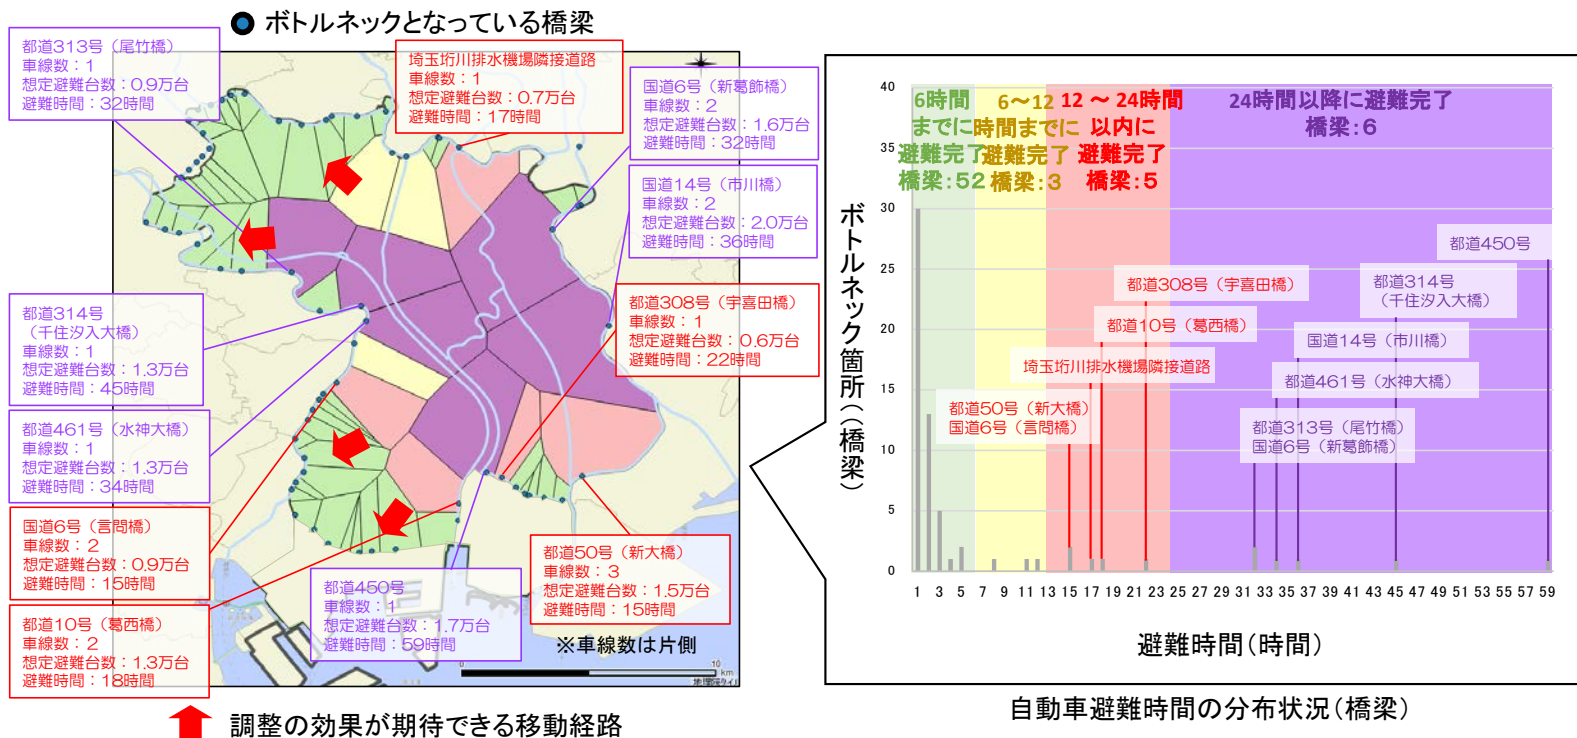 ボトルネックとなっている橋梁
都道313号（尾竹橋）
車線数：1
想定避難台数：0.9万台
避難時間：32時間
埼玉垳川排水機場隣接道路
車線数：1
想定避難台数：0.7万台
避難時間：17時間
国道6号（新葛飾橋）
車線数：2
想定避難台数：1.6万台
避難時間：32時間
国道14号（市川橋）
車線数：2
想定避難台数：2.0万台
避難時間：36時間
都道314号
（千住汐入大橋）
車線数：1
想定避難台数：1.3万台
避難時間：45時間
都道308号（宇喜田橋）
車線数：1
想定避難台数：0.6万台
避難時間：22時間
都道461号（水神大橋）
車線数：1
想定避難台数：1.3万台
避難時間：34時間
国道6号（言問橋）
車線数：2
想定避難台数：0.9万台
避難時間：15時間
都道10号（葛西橋）
車線数：2
想定避難台数：1.3万台
避難時間：18時間
都道450号
車線数：1
想定避難台数：1.7万台
避難時間：59時間
都道50号（新大橋）
車線数：3
想定避難台数：1.5万台
避難時間：15時間
※車線数は片側
0 10
km
地理院タイル
調整の効果が期待できる移動経路
6時間
までに
避難完了
橋梁：52
6～12
時間までに
避難完了
橋梁：3
12 ～ 24時間
以内に
避難完了
橋梁：5
24時間以降に避難完了
橋梁：6
ボトルネック箇所((橋梁)
40
35
30
25
20
15
10
5
0
都道450号
都道314号
（千住汐入大橋）
都道308号（宇喜田橋）
都道10号（葛西橋）
国道14号（市川橋）
埼玉垳川排水機場隣接道路
都道461号（水神大橋）
都道50号（新大橋）
国道6号（言問橋）
都道313号（尾竹橋）
国道6号（新葛飾橋）
1 3 5 7 9 11 13 15 17 19 21 23 25 27 29 31 33 35 37 39 41 43 45 47 49 51 53 55 57 59
避難時間(時間)
自動車避難時間の分布状況(橋梁)